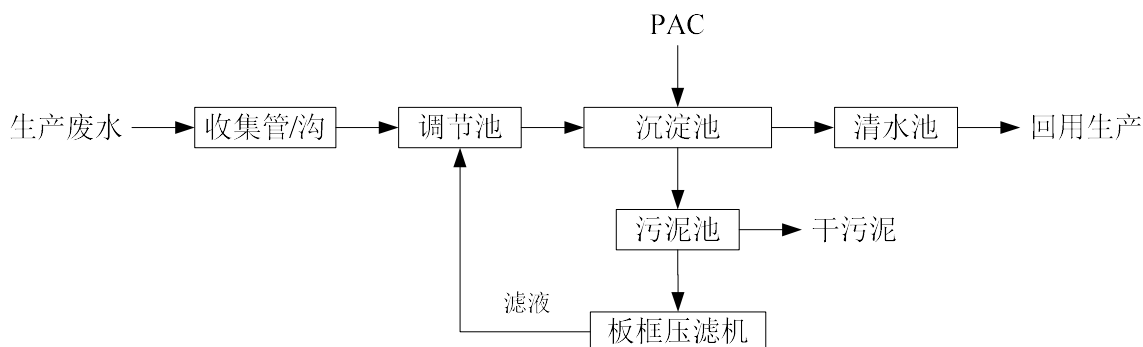 PAC
生产废水
收集管/沟
调节池
沉淀池
清水池
回用生产
污泥池
干污泥
滤液
板框压滤机